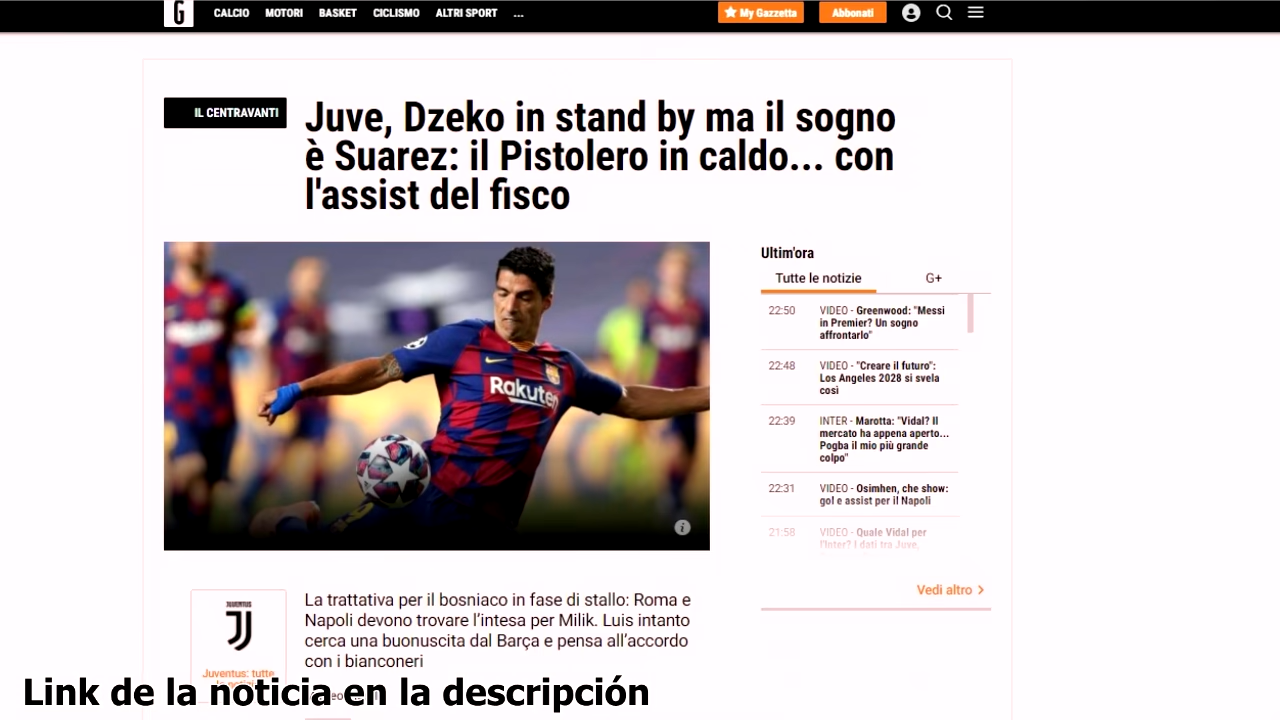 G CALCIO MOTORI BASKET CICLISMO ALTRI SPORT ... My Gazzetta Abbonati
IL CENTRAVANTI
Juve, Dzeko in stand by ma il sogno
è Suarez: il Pistolero in caldo... con
l'assist del fisco
Rakuten
Ultim'ora
Tutte le notizie G+
22:50 VIDEO - Greenwood: "Messi
in Premier? Un sogno
affrontarlo"
22:48 VIDEO - "Creare il futuro":
Los Angeles 2028 si svela
così
22:39 INTER - Marotta: "Vidal? Il
mercato ha appena aperto...
Pogba il mio più grande
colpo"
22:31 VIDEO - Osimhen, che show:
gol e assist per il Napoli
21:58 VIDEO - Quale Vidal per
l'Inter? I dati tra Juve,
Vedi altro
JUVENTUS
Juventus: tutte
La trattativa per il bosniaco in fase di stallo: Roma e
Napoli devono trovare l'intesa per Milik. Luis intanto
cerca una buonuscita dal Barça e pensa all'accordo
con i bianconeri
Link de la noticia en la descripción